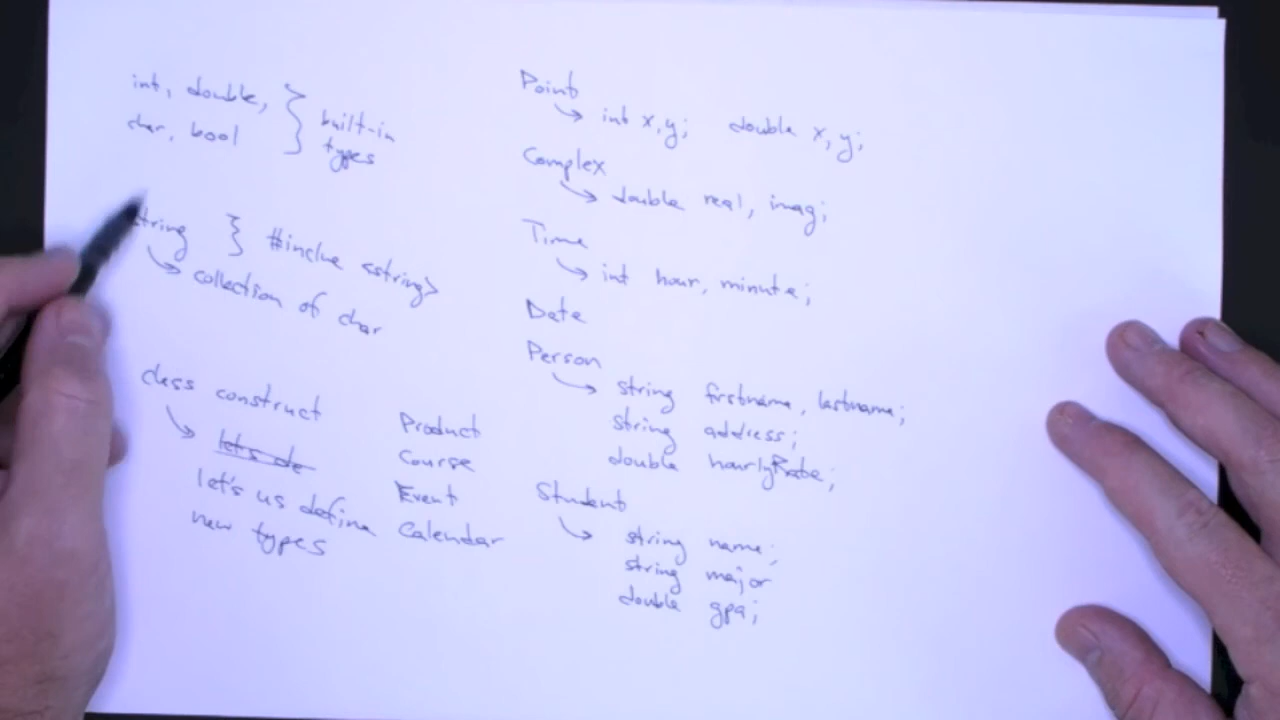 int, double,
char, bool
built-in
types
string } #inclue <string>
collection of char
class construct
let's de
let's us define
new types
Product
Course
Event
Calendar
Point
int x,y; double x, y;
Complex
double real, imag;
Time
int hour, minute;
Date
Person
string firstname, lastname;
string address;
double hourlyRate;
Student
string name;
string major
double gpa;